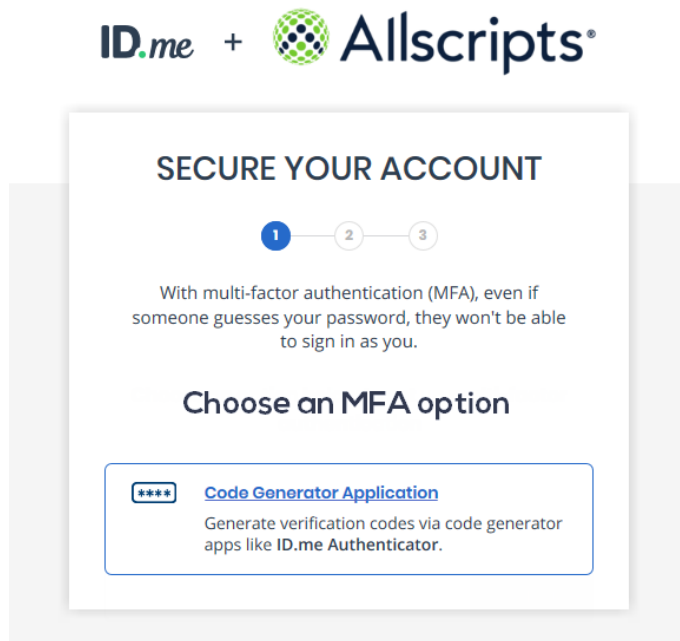 ID.me + Allscripts®
SECURE YOUR ACCOUNT
1 2 3
With multi-factor authentication (MFA), even if
someone guesses your password, they won't be able
to sign in as you.
Choose an MFA option
**** Code Generator Application
Generate verification codes via code generator
apps like ID.me Authenticator.